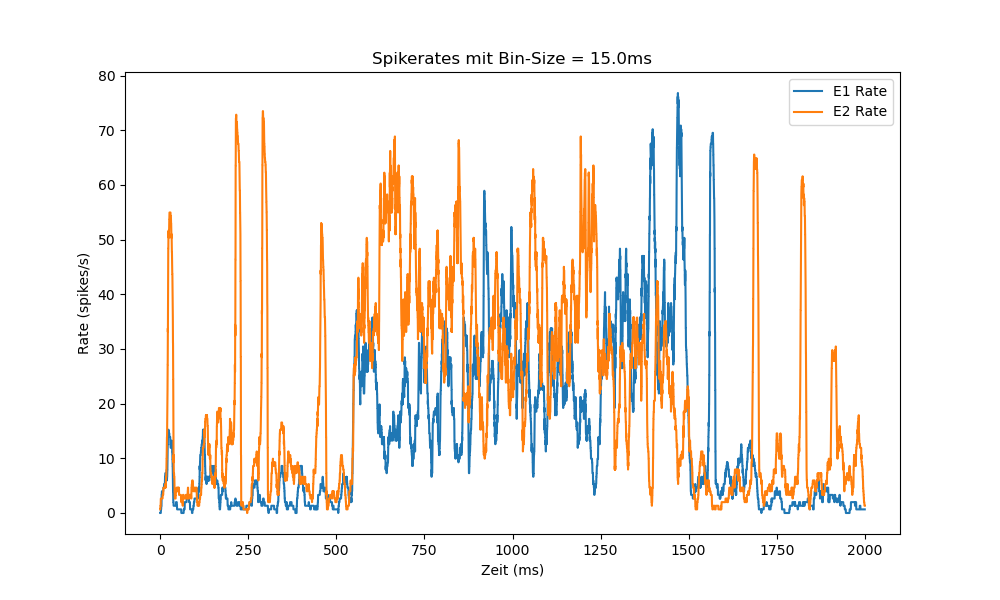 Spikerates mit Bin-Size = 15.0ms
E1 Rate
E2 Rate
80
70
60
50
40
30
20
10
0
Rate (spikes/s)
0 250 500 750 1000 1250 1500 1750 2000
Zeit (ms)